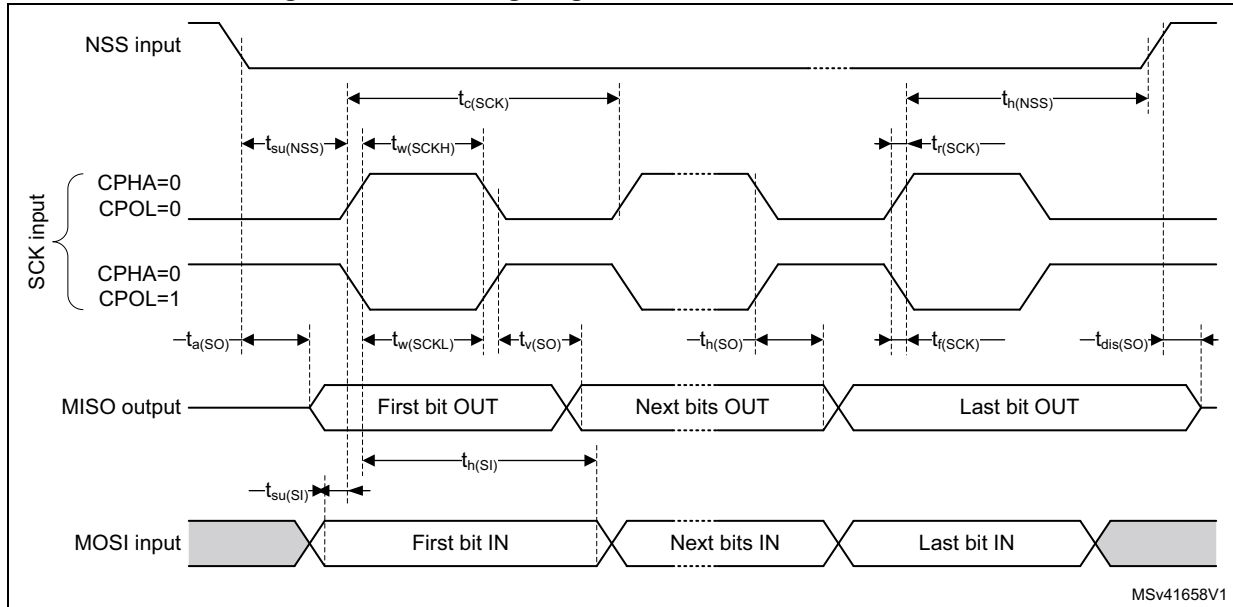 NSS input
tc(SCK)
th(NSS)
tsu(NSS)
tw(SCKH)
tr(SCK)
SCK input
CPHA=0
CPOL=0
CPHA=0
CPOL=1
ta(SO)
tw(SCKL)
tv(SO)
th(SO)
tf(SCK)
tdis(SO)
MISO output
First bit OUT
Next bits OUT
Last bit OUT
th(SI)
tsu(SI)
MOSI input
First bit IN
Next bits IN
Last bit IN
MSv41658V1